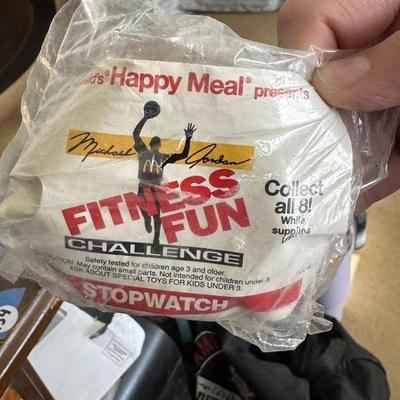 Happy Meal® presents
Michael Jordan
FITNESS
FUN
CHALLENGE
Collect
all 8!
While
supplies
Safety tested for children age 3 and older.
May contain small parts. Not intended for children under 3.
ASK ABOUT SPECIAL TOYS FOR KIDS UNDER 3.
STOPWATCH